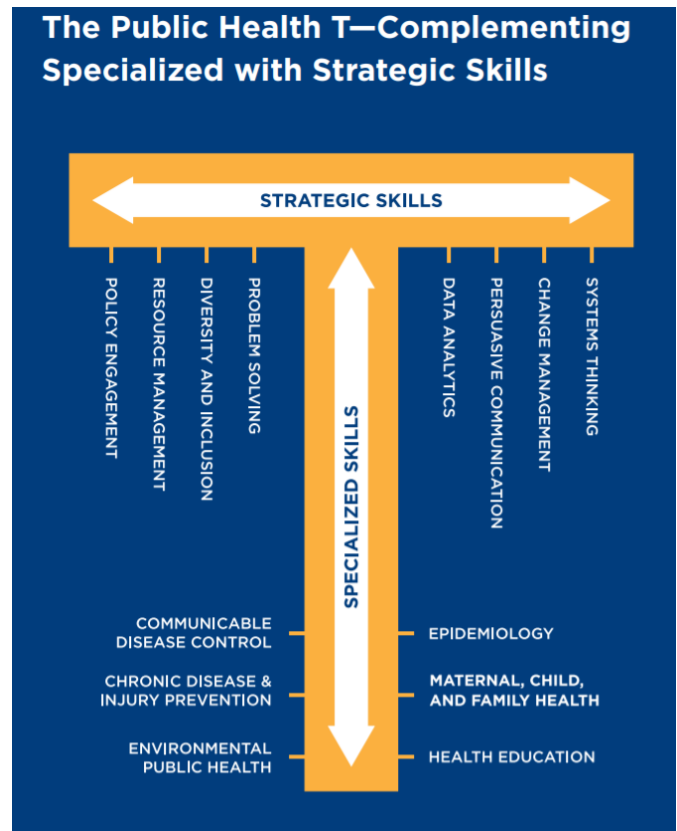 The Public Health T—Complementing
Specialized with Strategic Skills
STRATEGIC SKILLS
POLICY ENGAGEMENT
RESOURCE MANAGEMENT
DIVERSITY AND INCLUSION
PROBLEM SOLVING
DATA ANALYTICS
PERSUASIVE COMMUNICATION
CHANGE MANAGEMENT
SYSTEMS THINKING
SPECIALIZED SKILLS
COMMUNICABLE
DISEASE CONTROL
CHRONIC DISEASE &
INJURY PREVENTION
ENVIRONMENTAL
PUBLIC HEALTH
EPIDEMIOLOGY
MATERNAL, CHILD,
AND FAMILY HEALTH
HEALTH EDUCATION